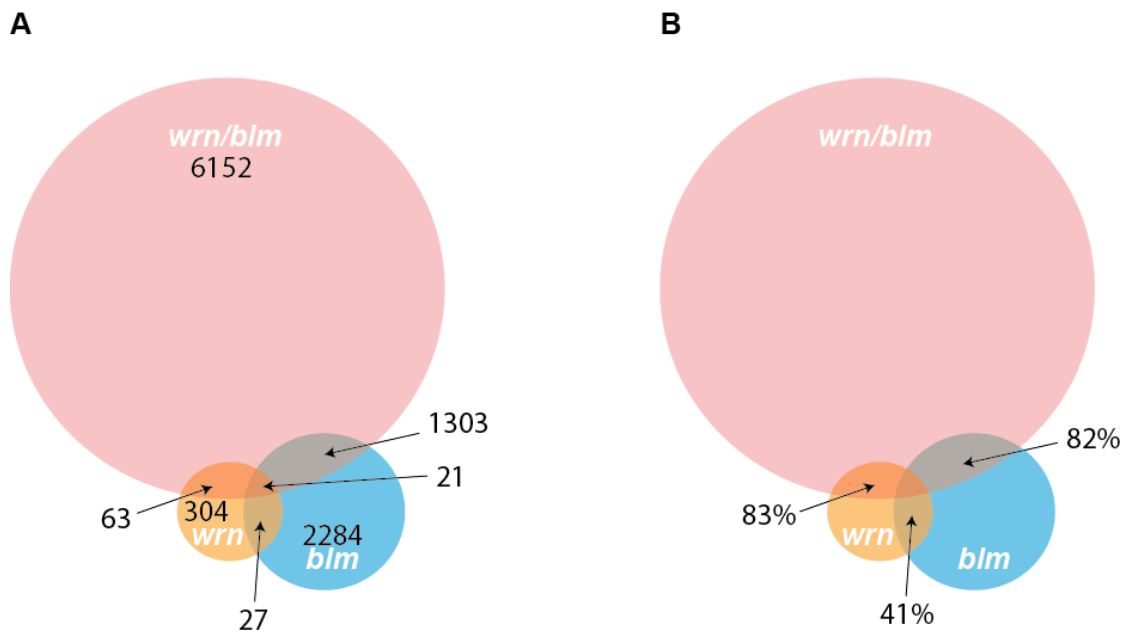 A
wrn/blm
6152
1303
21
63
304
wrn
2284
blm
27
B
wrn/blm
82%
83%
wrn
blm
41%